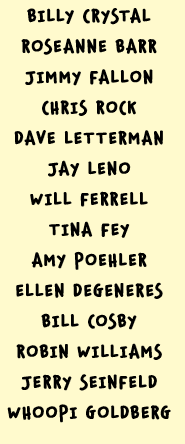 BILLY CRYSTAL
ROSEANNE BARR
JIMMY FALLON
CHRIS ROCK
DAVE LETTERMAN
JAY LENO
WILL FERRELL
TINA FEY
AMY POEHLER
ELLEN DEGENERES
BILL COSBY
ROBIN WILLIAMS
JERRY SEINFELD
WHOOPI GOLDBERG